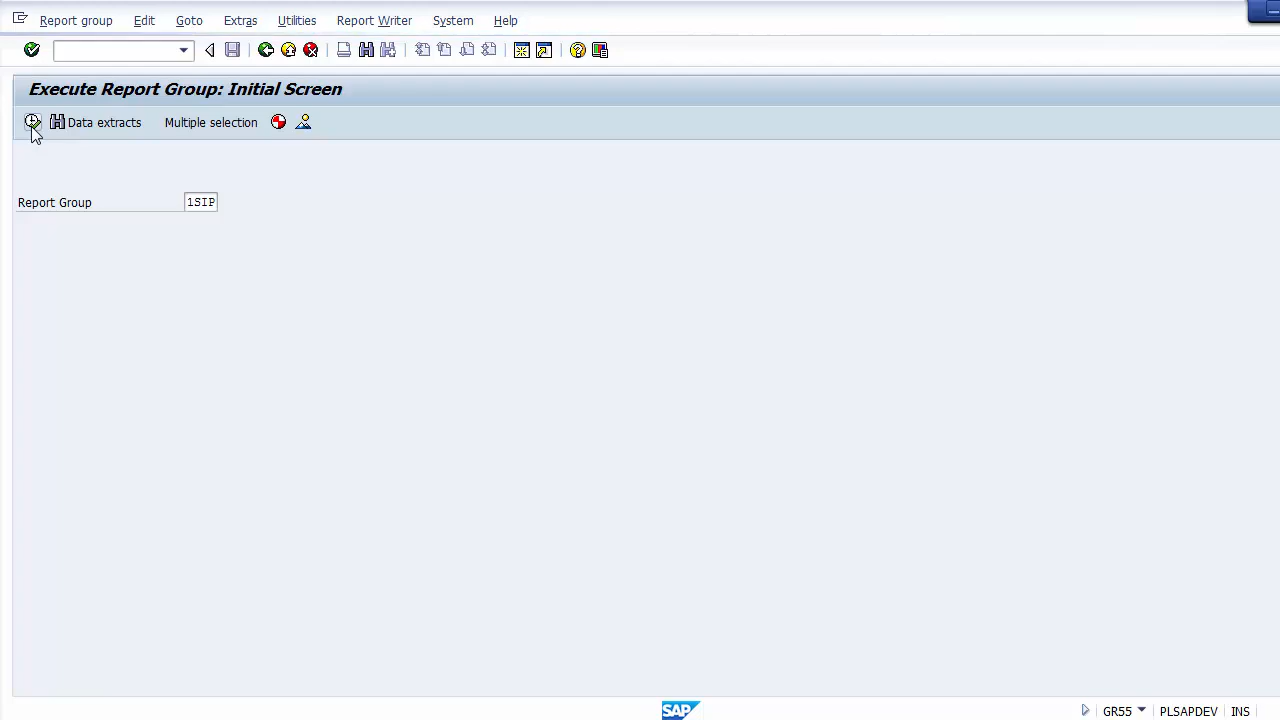 Report group Edit Goto Extras Utilities Report Writer System Help
Execute Report Group: Initial Screen
Data extracts Multiple selection
Report Group 1SIP
SAP GR55 PLSAPDEV INS